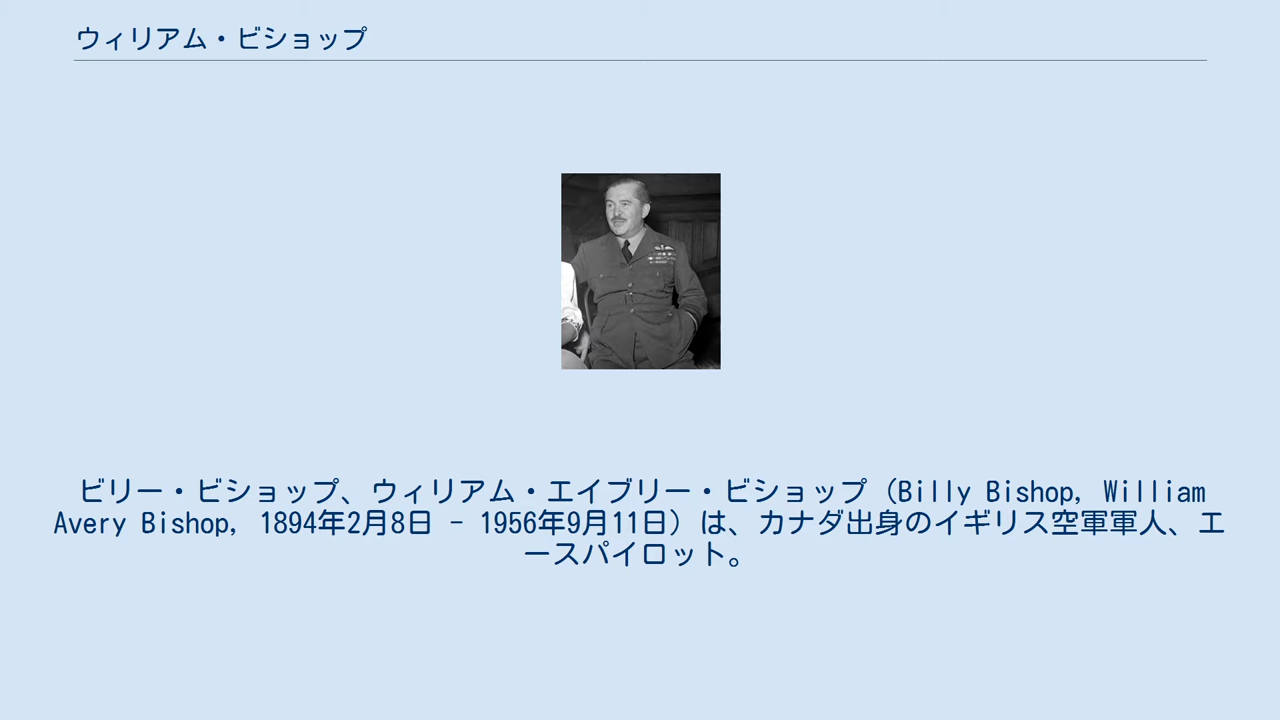 ウィリアム・ビショップ
ビリー・ビショップ、ウィリアム・エイブリー・ビショップ（Billy Bishop, William
Avery Bishop, 1894年2月8日 - 1956年9月11日）は、カナダ出身のイギリス空軍軍人、エ
ースパイロット。